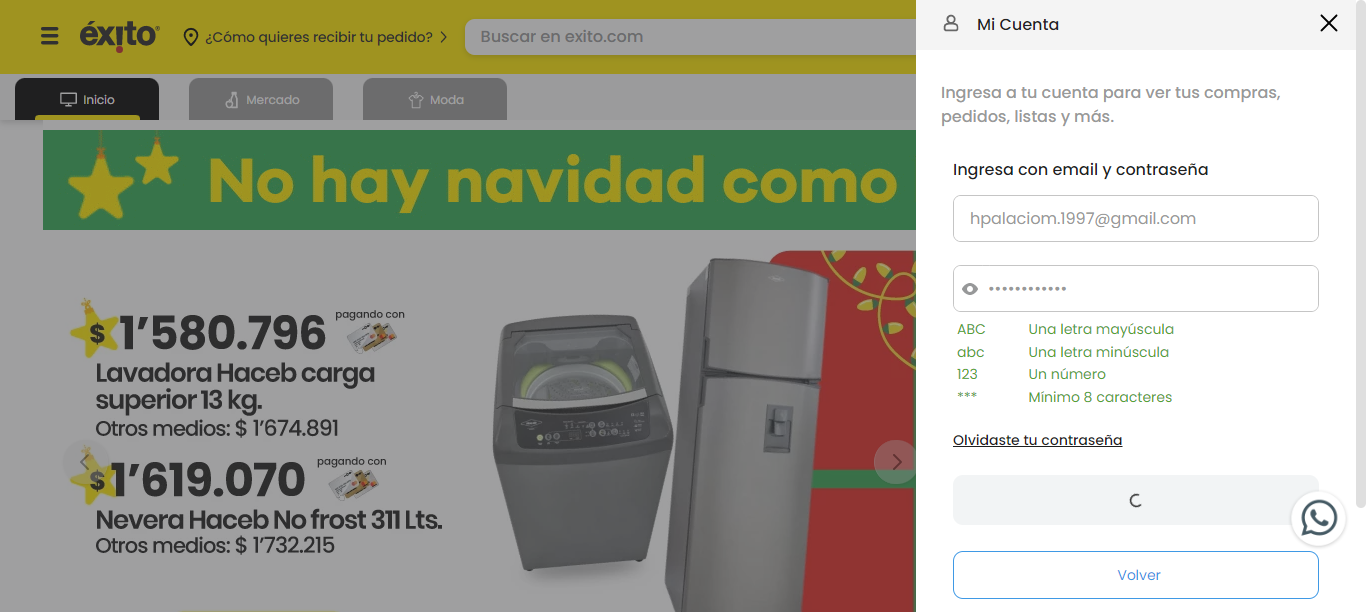 éxito
¿Cómo quieres recibir tu pedido?
Buscar en exito.com
Mi Cuenta
Inicio
Mercado
Moda
No hay navidad como
$1’580.796
pagando con
Lavadora Haceb carga
superior 13 kg.
Otros medios: $ 1’674.891
$1’619.070
pagando con
Nevera Haceb No frost 311 Lts.
Otros medios: $ 1’732.215
Ingresa a tu cuenta para ver tus compras,
pedidos, listas y más.
Ingresa con email y contraseña
hpalaciom.1997@gmail.com
••••••••••••
ABC Una letra mayúscula
abc Una letra minúscula
123 Un número
*** Mínimo 8 caracteres
Olvidaste tu contraseña
Volver